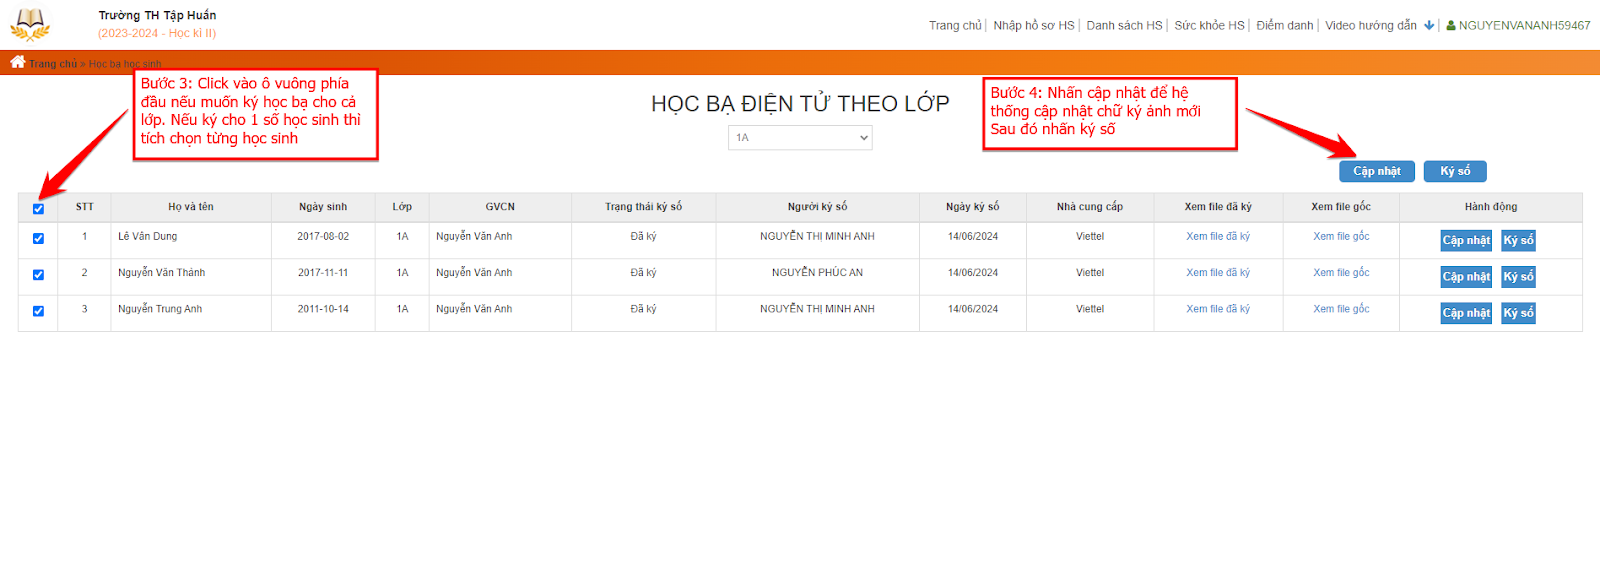 Trường TH Tập Huấn
(2023-2024 - Học kì II)
Trang chủ | Nhập hồ sơ HS | Danh sách HS | Sức khỏe HS | Điểm danh | Video hướng dẫn | NGUYENVANANH59467
Trang chủ » Học bạ học sinh
Bước 3: Click vào ô vuông phía
đầu nếu muốn ký học bạ cho cả
lớp. Nếu ký cho 1 số học sinh thì
tích chọn từng học sinh
HỌC BẠ ĐIỆN TỬ THEO LỚP
1A
Bước 4: Nhấn cập nhật để hệ
thống cập nhật chữ ký ảnh mới
Sau đó nhấn ký số
Cập nhật Ký số
STT Họ và tên Ngày sinh Lớp GVCN Trạng thái ký số Người ký số Ngày ký số Nhà cung cấp Xem file đã ký Xem file gốc Hành động
1 Lê Văn Dung 2017-08-02 1A Nguyễn Văn Anh Đã ký NGUYỄN THỊ MINH ANH 14/06/2024 Viettel Xem file đã ký Xem file gốc Cập nhật Ký số
2 Nguyễn Văn Thành 2017-11-11 1A Nguyễn Văn Anh Đã ký NGUYỄN PHÚC AN 14/06/2024 Viettel Xem file đã ký Xem file gốc Cập nhật Ký số
3 Nguyễn Trung Anh 2011-10-14 1A Nguyễn Văn Anh Đã ký NGUYỄN THỊ MINH ANH 14/06/2024 Viettel Xem file đã ký Xem file gốc Cập nhật Ký số